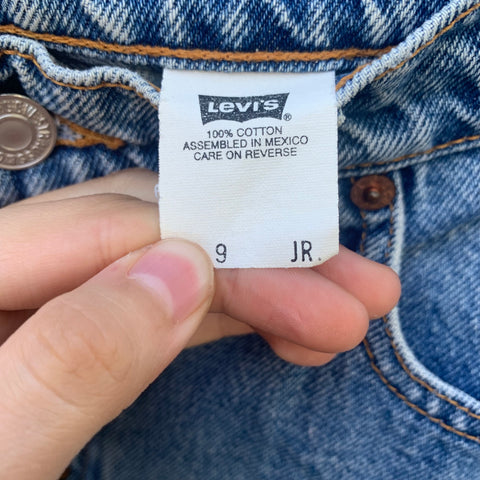 LEVI'S ®
100% COTTON
ASSEMBLED IN MEXICO
CARE ON REVERSE
9 JR.